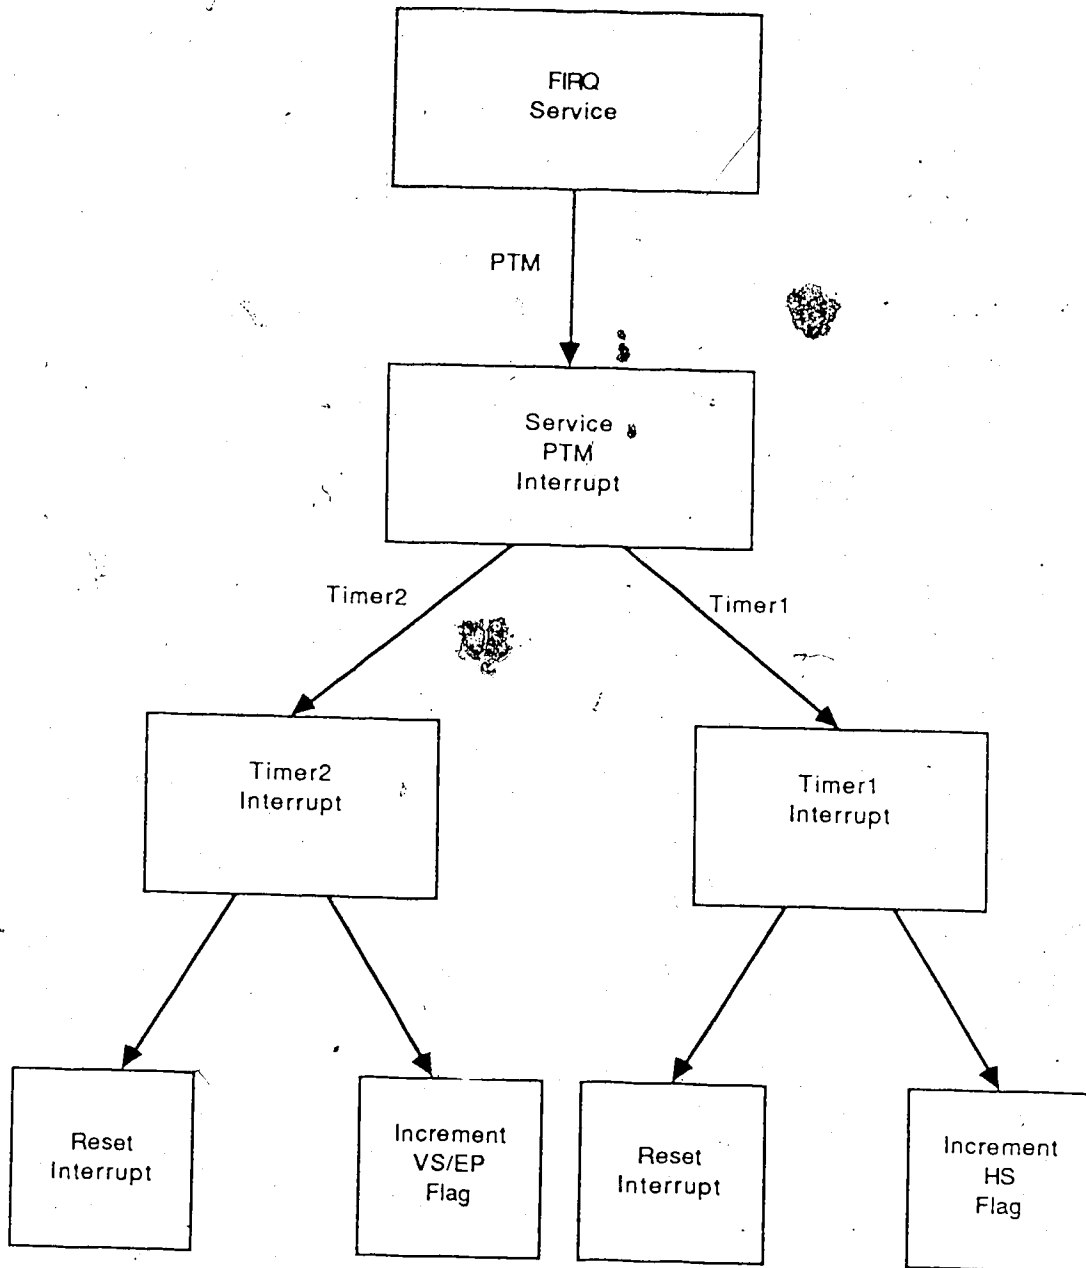 FIRQ
Service
PTM
Service
PTM
Interrupt
Timer2
Timer1
Timer2
Interrupt
Timer1
Interrupt
Reset
Interrupt
Increment
VS/EP
Flag
Reset
Interrupt
Increment
HS
Flag